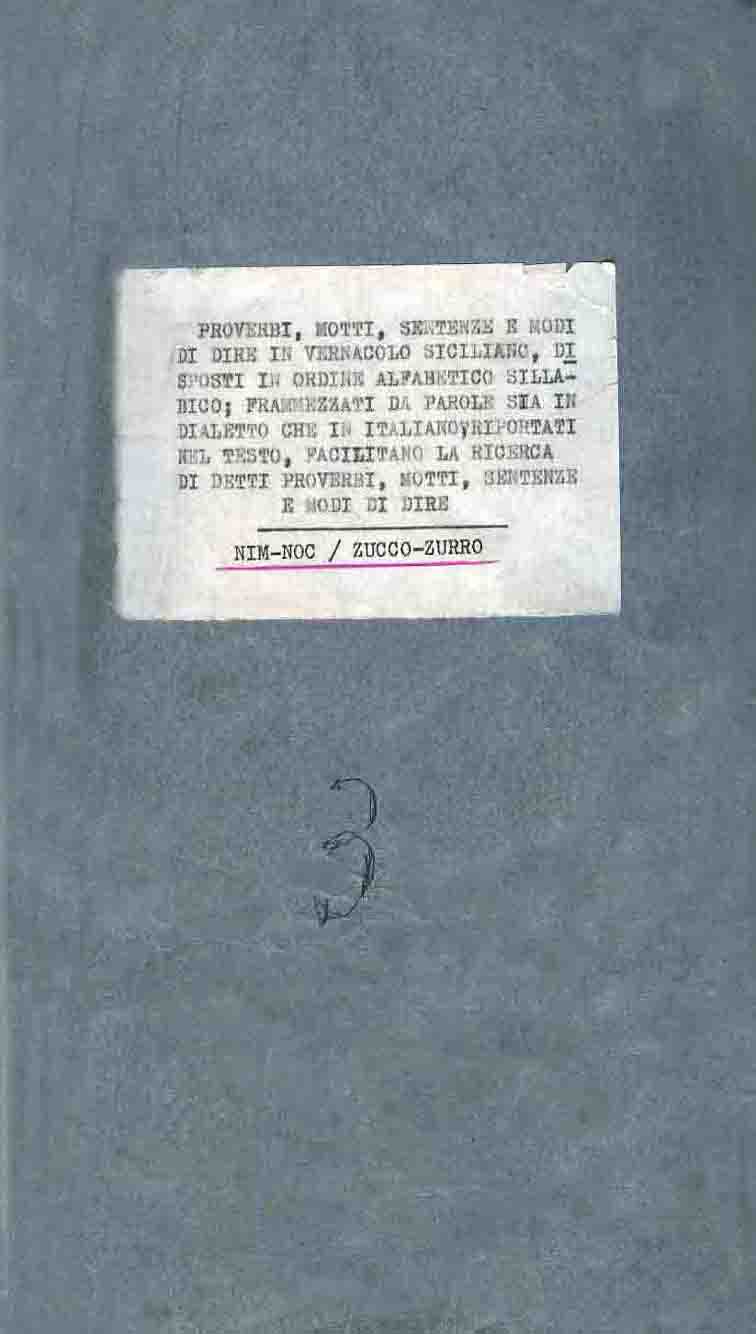 PROVERBI, MOTTI, SENTENZE E MODI
DI DIRE IN VERNACOLO SICILIANO, DI
SPOSTI IN ORDINE ALFABETICO SILLA-
BICO; FRAMMEZZATI DA PAROLE SIA IN
DIALETTO CHE IN ITALIANO, RIPORTATI
NEL TESTO, FACILITANO LA RICERCA
DI DETTI PROVERBI, MOTTI, SENTENZE
E MODI DI DIRE
NIM-NOC / ZUCCO-ZURRO
3